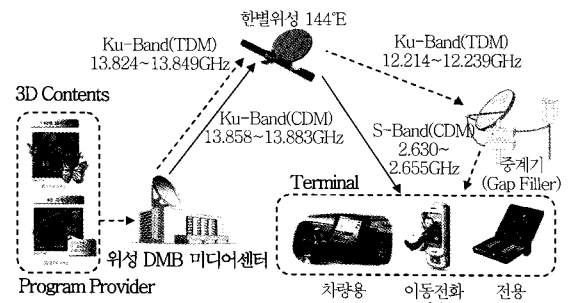 한별위성 144°E
Ku-Band(TDM)
13.824~13.849GHz
Ku-Band(TDM)
12.214~12.239GHz
3D Contents
Ku-Band(CDM)
13.858~13.883GHz
S-Band(CDM)
2.630~
2.655GHz
중계기
(Gap Filler)
Terminal
위성 DMB 미디어센터
Program Provider
차량용
이동전화
전용